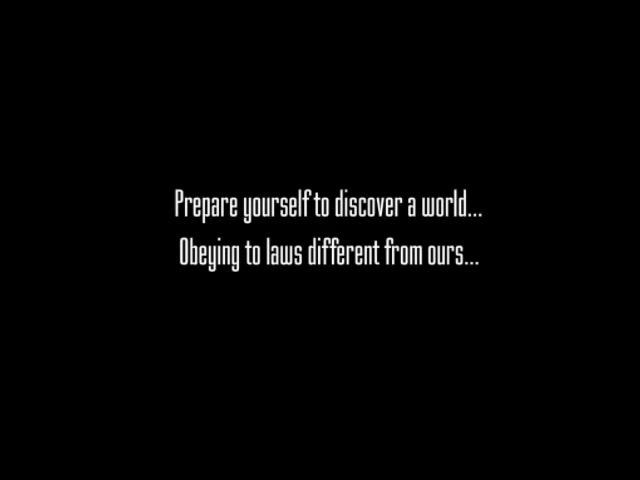 Prepare yourself to discover a world...
Obeying to laws different from ours...